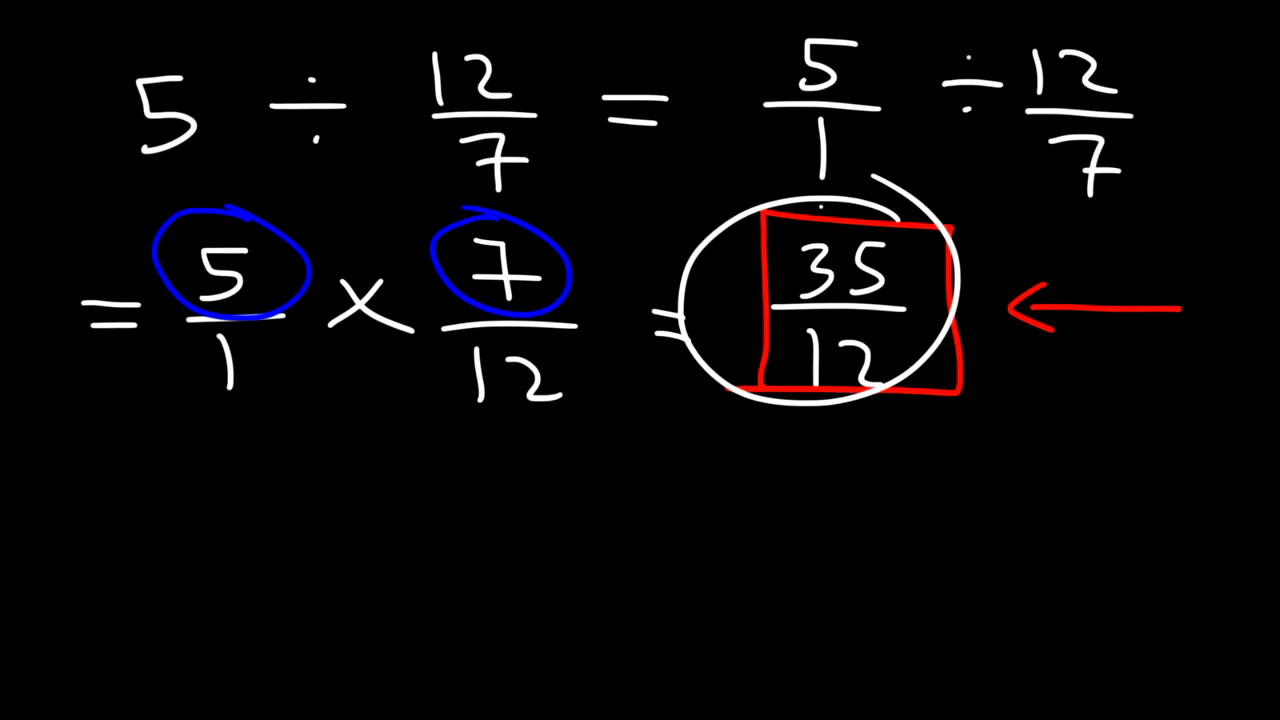 5 ÷ 12/7 = 5/1 ÷ 12/7
= 5/1 × 7/12 = 35/12